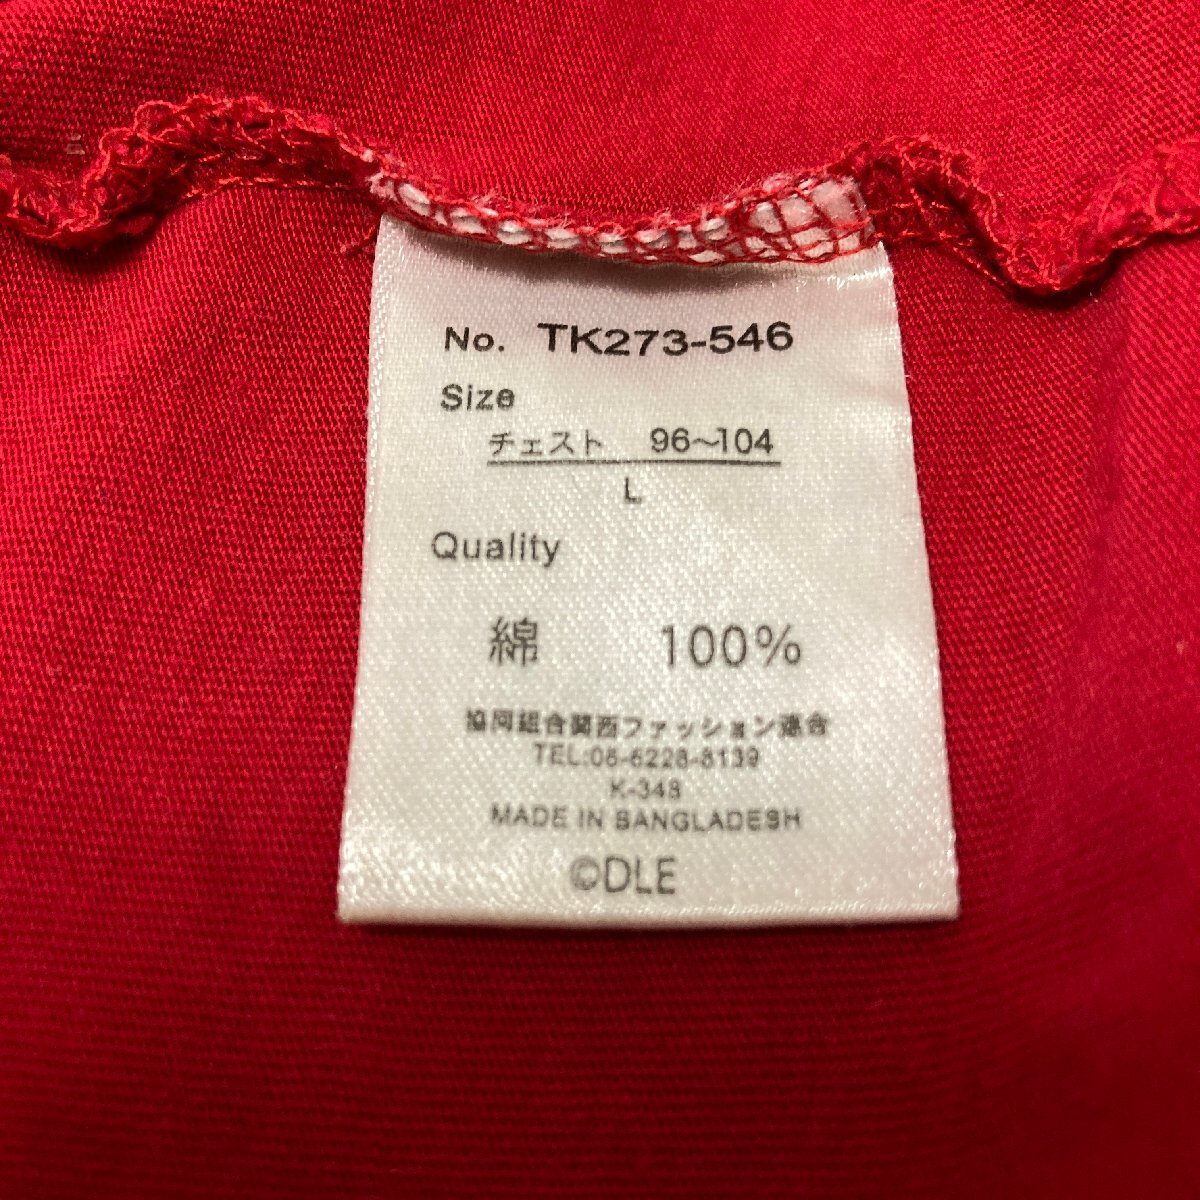 No. TK273-546
Size
チェスト 96~104
L
Quality
綿 100%
協同組合関西ファッション連合
TEL:06-6228-8139
K-348
MADE IN BANGLADESH
©DLE